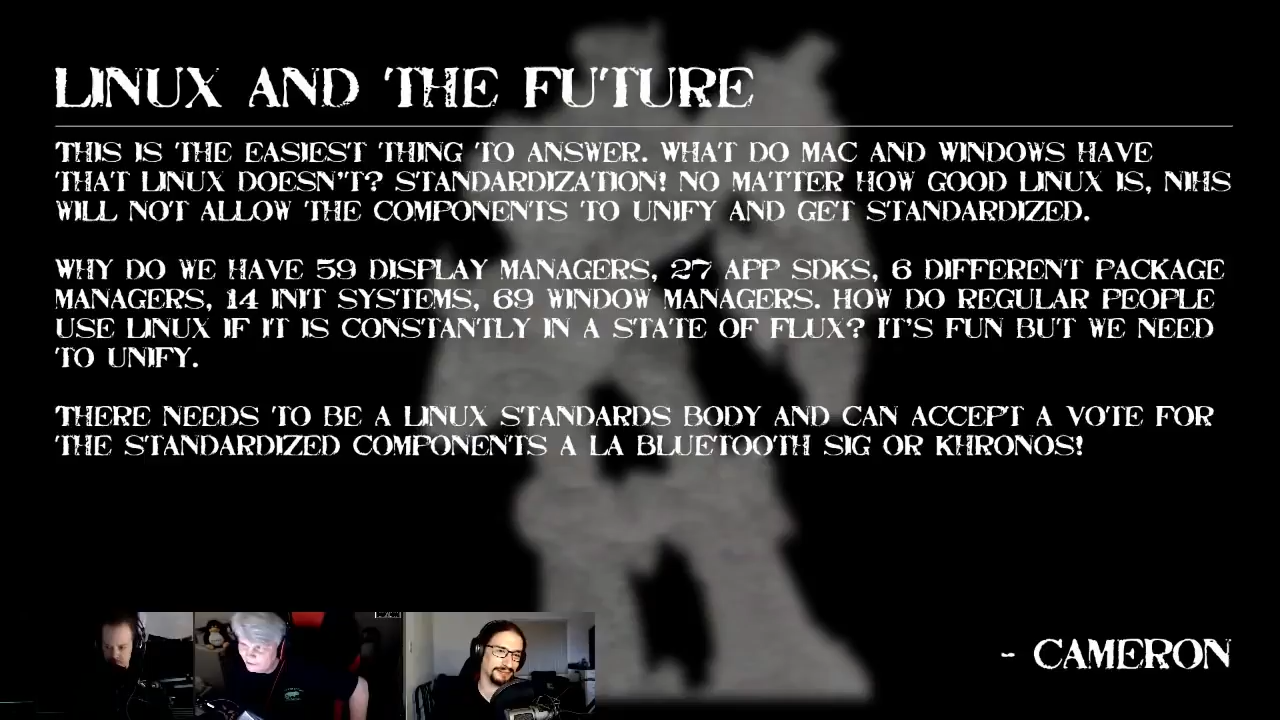 LINUX AND THE FUTURE
THIS IS THE EASIEST THING TO ANSWER. WHAT DO MAC AND WINDOWS HAVE
THAT LINUX DOESN'T? STANDARDIZATION! NO MATTER HOW GOOD LINUX IS, NIHS
WILL NOT ALLOW THE COMPONENTS TO UNIFY AND GET STANDARDIZED.
WHY DO WE HAVE 59 DISPLAY MANAGERS, 27 APP SDKS, 6 DIFFERENT PACKAGE
MANAGERS, 14 INIT SYSTEMS, 69 WINDOW MANAGERS. HOW DO REGULAR PEOPLE
USE LINUX IF IT IS CONSTANTLY IN A STATE OF FLUX? IT'S FUN BUT WE NEED
TO UNIFY.
THERE NEEDS TO BE A LINUX STANDARDS BODY AND CAN ACCEPT A VOTE FOR
THE STANDARDIZED COMPONENTS A LA BLUETOOTH SIG OR KHRONOS!
- CAMERON